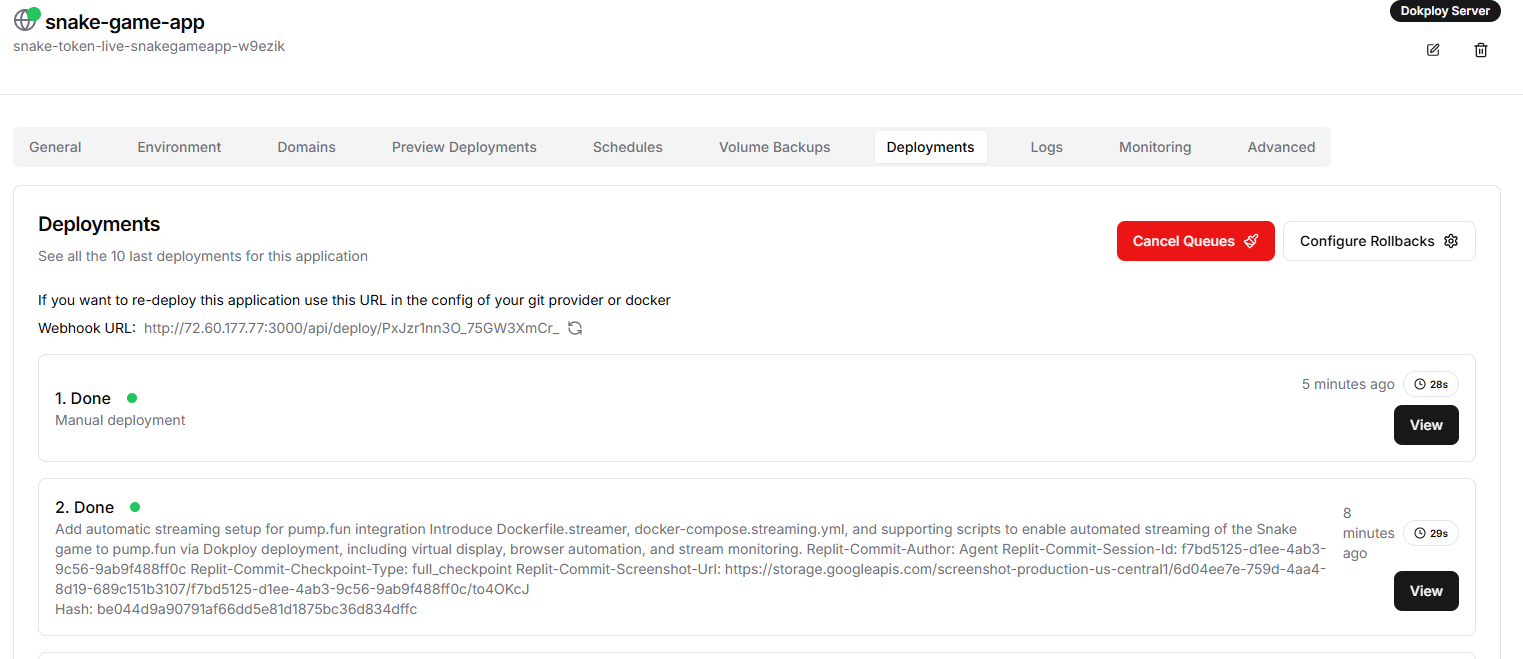 snake-game-app
Dokploy Server
snake-token-live-snakegameapp-w9ezik
General Environment Domains Preview Deployments Schedules Volume Backups Deployments Logs Monitoring Advanced
Deployments
See all the 10 last deployments for this application
Cancel Queues
Configure Rollbacks
If you want to re-deploy this application use this URL in the config of your git provider or docker
Webhook URL: http://72.60.177.77:3000/api/deploy/PxJzr1nn3O_75GW3XmCr_
1. Done
Manual deployment
5 minutes ago
28s
View
2. Done
Add automatic streaming setup for pump.fun integration Introduce Dockerfile.streamer, docker-compose.streaming.yml, and supporting scripts to enable automated streaming of the Snake
game to pump.fun via Dokploy deployment, including virtual display, browser automation, and stream monitoring. Replit-Commit-Author: Agent Replit-Commit-Session-Id: f7bd5125-d1ee-4ab3-
9c56-9ab9f488ff0c Replit-Commit-Checkpoint-Type: full_checkpoint Replit-Commit-Screenshot-Url: https://storage.googleapis.com/screenshot-production-us-central1/6d04ee7e-759d-4aa4-
8d19-689c151b3107/f7bd5125-d1ee-4ab3-9c56-9ab9f488ff0c/to4OKcJ
Hash: be044d9a90791af66dd5e81d1875bc36d834dffc
8
minutes
ago
29s
View